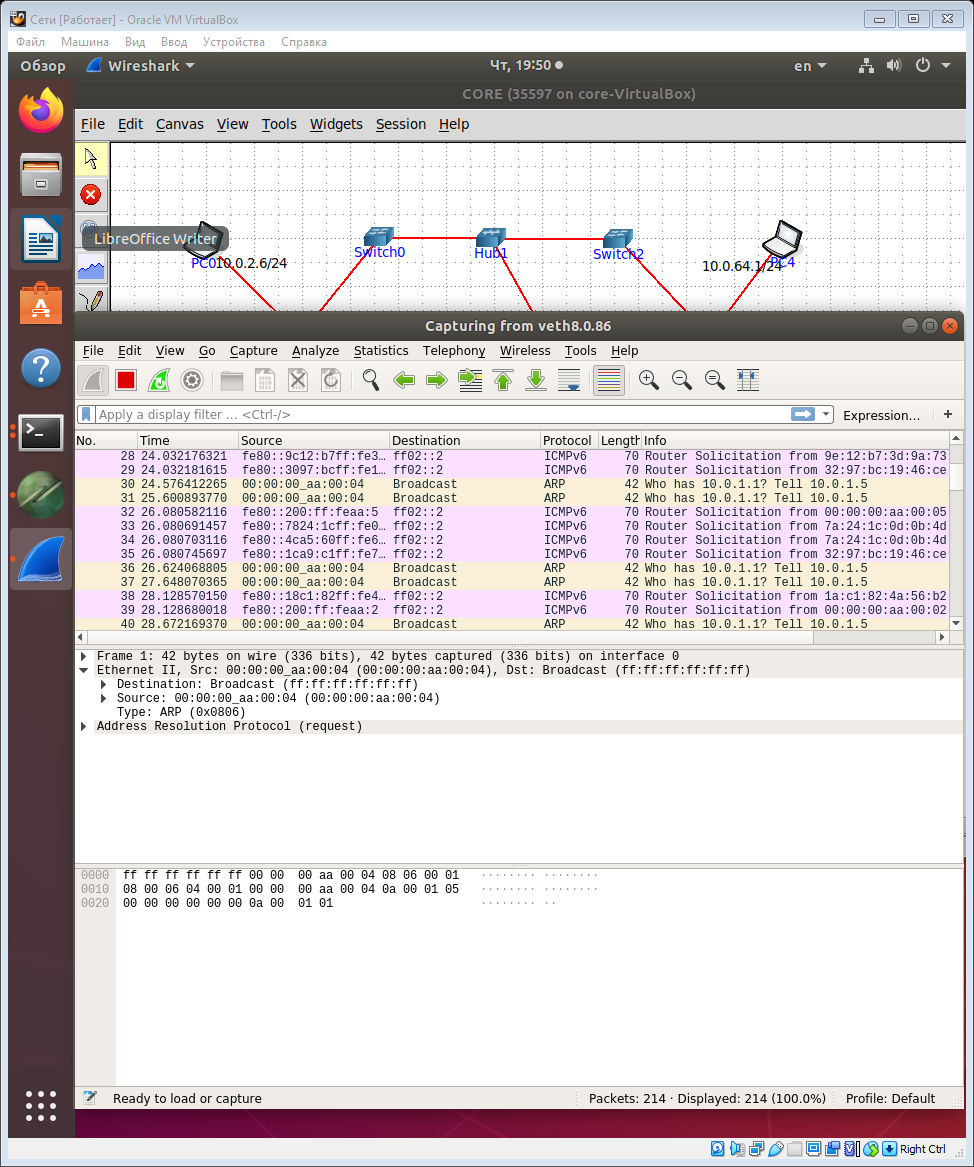 Сети [Работает] - Oracle VM VirtualBox
Файл Машина Вид Ввод Устройства Справка
Обзор Wireshark Чт, 19:50 en
CORE (35597 on core-VirtualBox)
File Edit Canvas View Tools Widgets Session Help
LibreOffice Writer
PC0 10.0.2.6/24 Switch0 Hub1 Switch2 10.0.64.1/24 PC4
Capturing from veth8.0.86
File Edit View Go Capture Analyze Statistics Telephony Wireless Tools Help
Apply a display filter ... <Ctrl-/> Expression... +
No. Time Source Destination Protocol Length Info
28 24.032176321 fe80::9c12:b7ff:fe3… ff02::2 ICMPv6 70 Router Solicitation from 9e:12:b7:3d:9a:73
29 24.032181615 fe80::3097:bcff:fe1… ff02::2 ICMPv6 70 Router Solicitation from 32:97:bc:19:46:ce
30 24.576412265 00:00:00_aa:00:04 Broadcast ARP 42 Who has 10.0.1.1? Tell 10.0.1.5
31 25.600893770 00:00:00_aa:00:04 Broadcast ARP 42 Who has 10.0.1.1? Tell 10.0.1.5
32 26.080582116 fe80::200:ff:feaa:5 ff02::2 ICMPv6 70 Router Solicitation from 00:00:00:aa:00:05
33 26.080691457 fe80::7824:1cff:fe0… ff02::2 ICMPv6 70 Router Solicitation from 7a:24:1c:0d:0b:4d
34 26.080703116 fe80::4ca5:60ff:fe6… ff02::2 ICMPv6 70 Router Solicitation from 7a:24:1c:0d:0b:4d
35 26.080745697 fe80::1ca9:c1ff:fe7… ff02::2 ICMPv6 70 Router Solicitation from 32:97:bc:19:46:ce
36 26.624068805 00:00:00_aa:00:04 Broadcast ARP 42 Who has 10.0.1.1? Tell 10.0.1.5
37 27.648070365 00:00:00_aa:00:04 Broadcast ARP 42 Who has 10.0.1.1? Tell 10.0.1.5
38 28.128570150 fe80::18c1:82ff:fe4… ff02::2 ICMPv6 70 Router Solicitation from 1a:c1:82:4a:56:b2
39 28.128680018 fe80::200:ff:feaa:2 ff02::2 ICMPv6 70 Router Solicitation from 00:00:00:aa:00:02
40 28.672169370 00:00:00_aa:00:04 Broadcast ARP 42 Who has 10.0.1.1? Tell 10.0.1.5
Frame 1: 42 bytes on wire (336 bits), 42 bytes captured (336 bits) on interface 0
Ethernet II, Src: 00:00:00_aa:00:04 (00:00:00:aa:00:04), Dst: Broadcast (ff:ff:ff:ff:ff:ff)
Destination: Broadcast (ff:ff:ff:ff:ff:ff)
Source: 00:00:00_aa:00:04 (00:00:00:aa:00:04)
Type: ARP (0x0806)
Address Resolution Protocol (request)
0000 ff ff ff ff ff ff 00 00 00 aa 00 04 08 06 00 01 ········ ········
0010 08 00 06 04 00 01 00 00 00 aa 00 04 0a 00 01 05 ········ ········
0020 00 00 00 00 00 00 0a 00 01 01 ········ ··
Ready to load or capture Packets: 214 · Displayed: 214 (100.0%) Profile: Default
Right Ctrl